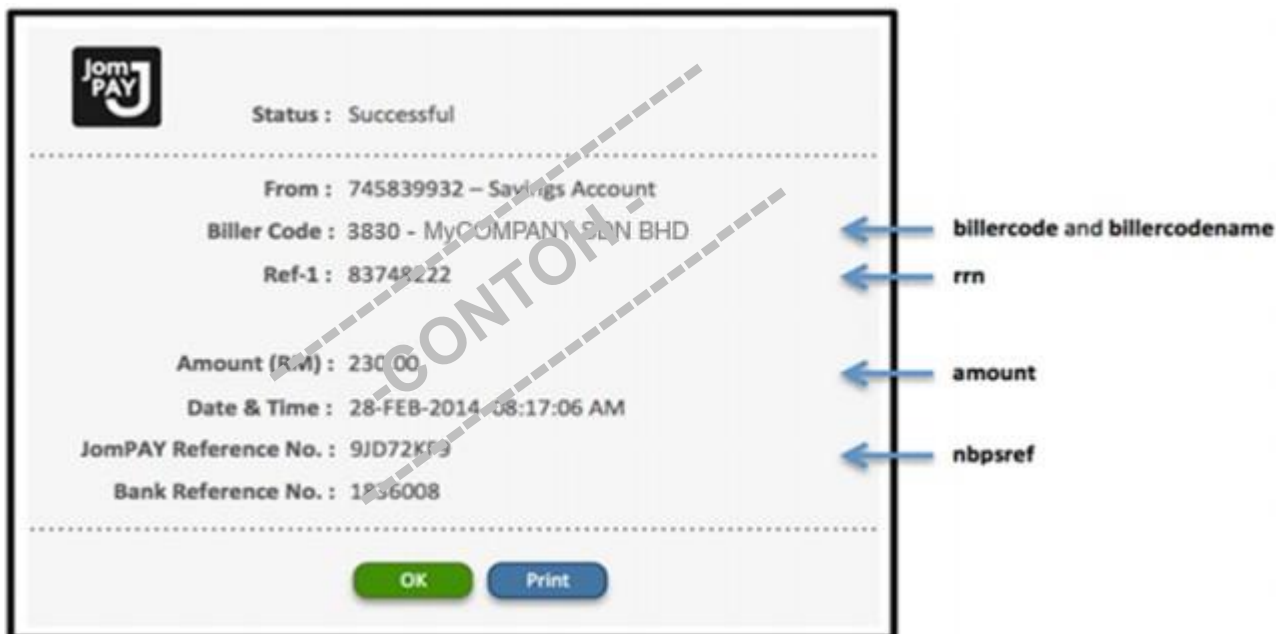 Jom
PAY
Status : Successful
From : 745839932 – Savings Account
Biller Code : 3830 - MyCOMPANY SDN BHD
billercode and billercodename
Ref-1 : 83748222
rrn
-CONTOH-
Amount (RM) : 230.00
amount
Date & Time : 28-FEB-2014 08:17:06 AM
JomPAY Reference No. :
nbpsref
Bank Reference No. : 1836008
OK Print